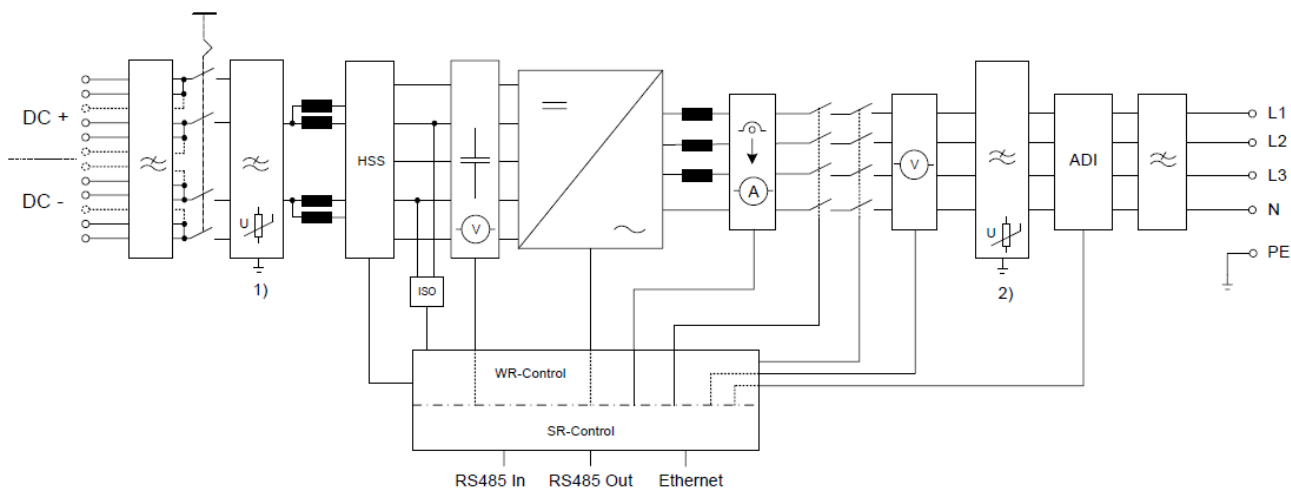 DC +
DC -
U
1)
HSS
ISO
V
A
V
U
2)
ADI
L1
L2
L3
N
PE
WR-Control
SR-Control
RS485 In
RS485 Out
Ethernet